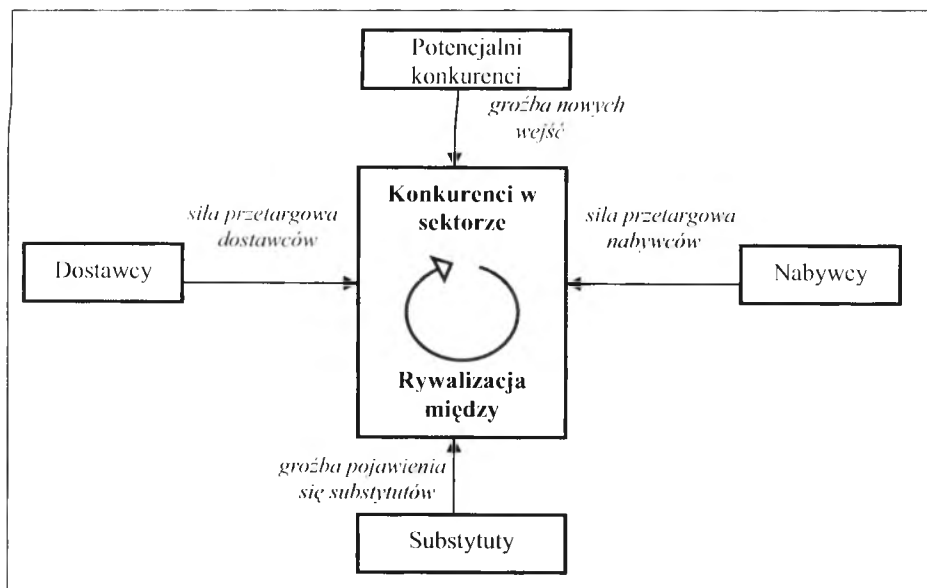 Potencjalni
konkurenci
groźba nowych
wejść
Konkurenci w
sektorze
siła przetargowa
dostawców
siła przetargowa
nabywców
Dostawcy
Nabywcy
Rywalizacja
między
groźba pojawienia
się substytutów
Substytuty